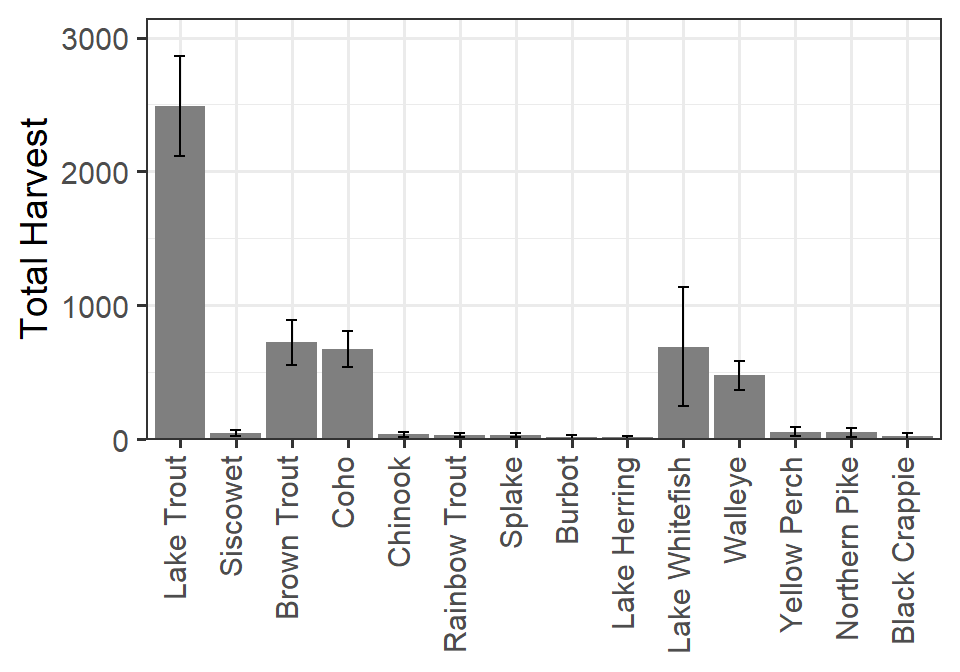 Total Harvest
3000
2000
1000
0
Lake Trout
Siscowet
Brown Trout
Coho
Chinook
Rainbow Trout
Splake
Burbot
Lake Herring
Lake Whitefish
Walleye
Yellow Perch
Northern Pike
Black Crappie